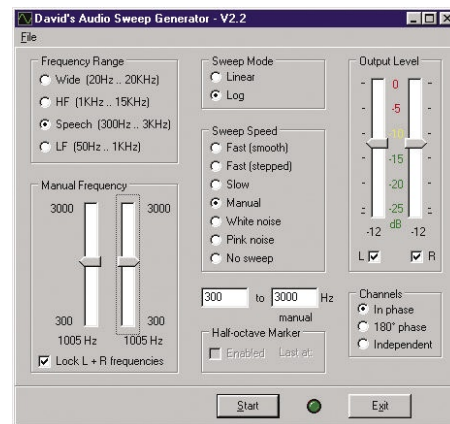 David's Audio Sweep Generator - V2.2
File
Frequency Range
Wide (20Hz .. 20KHz)
HF (1KHz .. 15KHz)
Speech (300Hz .. 3KHz)
LF (50Hz .. 1KHz)
Manual Frequency
3000 3000
300 300
1005 Hz 1005 Hz
Lock L + R frequencies
Sweep Mode
Linear
Log
Sweep Speed
Fast (smooth)
Fast (stepped)
Slow
Manual
White noise
Pink noise
No sweep
300 to 3000 Hz
manual
Half-octave Marker
Enabled Last at:
Output Level
0
-5
-10
-15
-20
-25
-12 dB -12
L R
Channels
In phase
180° phase
Independent
Start Exit